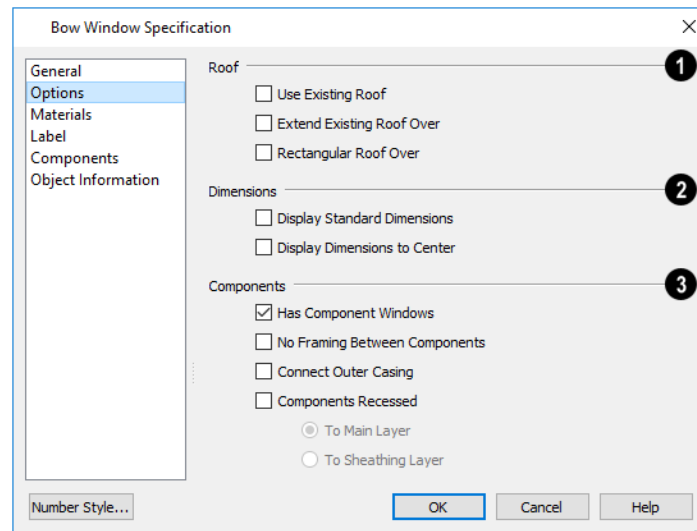 Bow Window Specification
General
Options
Materials
Label
Components
Object Information
Roof
1
Use Existing Roof
Extend Existing Roof Over
Rectangular Roof Over
Dimensions
2
Display Standard Dimensions
Display Dimensions to Center
Components
3
Has Component Windows
No Framing Between Components
Connect Outer Casing
Components Recessed
To Main Layer
To Sheathing Layer
Number Style...
OK
Cancel
Help